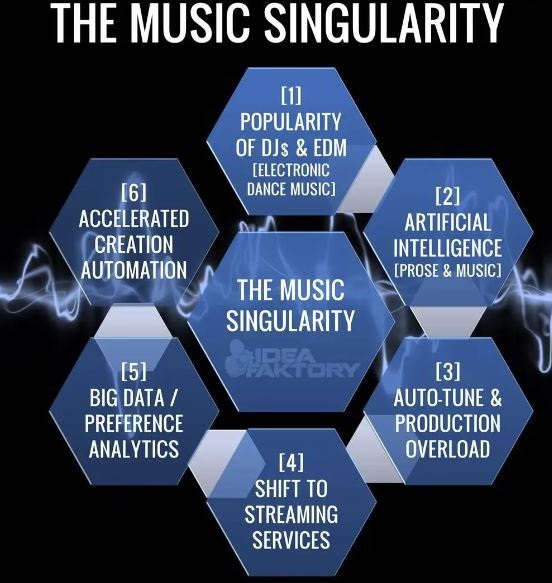 THE MUSIC SINGULARITY
[1]
POPULARITY
OF DJs & EDM
[ELECTRONIC
DANCE MUSIC]
[2]
ARTIFICIAL
INTELLIGENCE
[PROSE & MUSIC]
[3]
AUTO-TUNE &
PRODUCTION
OVERLOAD
[4]
SHIFT TO
STREAMING
SERVICES
[5]
BIG DATA /
PREFERENCE
ANALYTICS
[6]
ACCELERATED
CREATION
AUTOMATION
THE MUSIC
SINGULARITY
IDEA
FAKTORY